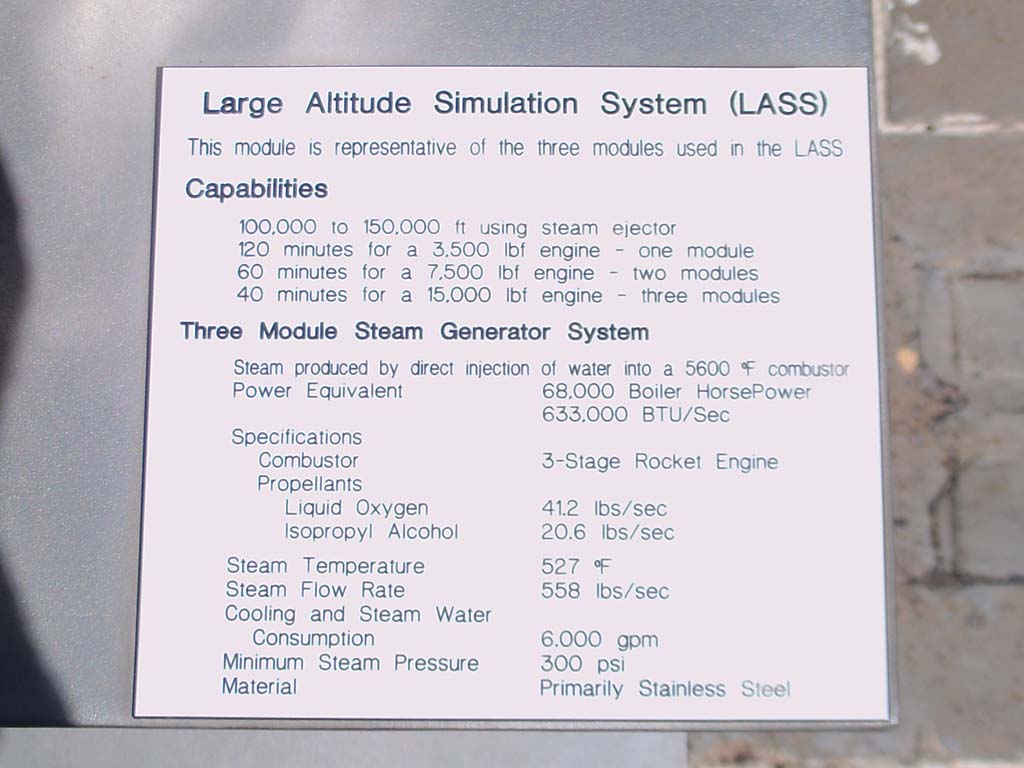 Large Altitude Simulation System (LASS)
This module is representative of the three modules used in the LASS
Capabilities
100,000 to 150,000 ft using steam ejector
120 minutes for a 3,500 lbf engine - one module
60 minutes for a 7,500 lbf engine - two modules
40 minutes for a 15,000 lbf engine - three modules
Three Module Steam Generator System
Steam produced by direct injection of water into a 5600 °F combustor
Power Equivalent 68,000 Boiler HorsePower
633,000 BTU/Sec
Specifications
Combustor 3-Stage Rocket Engine
Propellants
Liquid Oxygen 41.2 lbs/sec
Isopropyl Alcohol 20.6 lbs/sec
Steam Temperature 527 °F
Steam Flow Rate 558 lbs/sec
Cooling and Steam Water
Consumption 6,000 gpm
Minimum Steam Pressure 300 psi
Material Primarily Stainless Steel